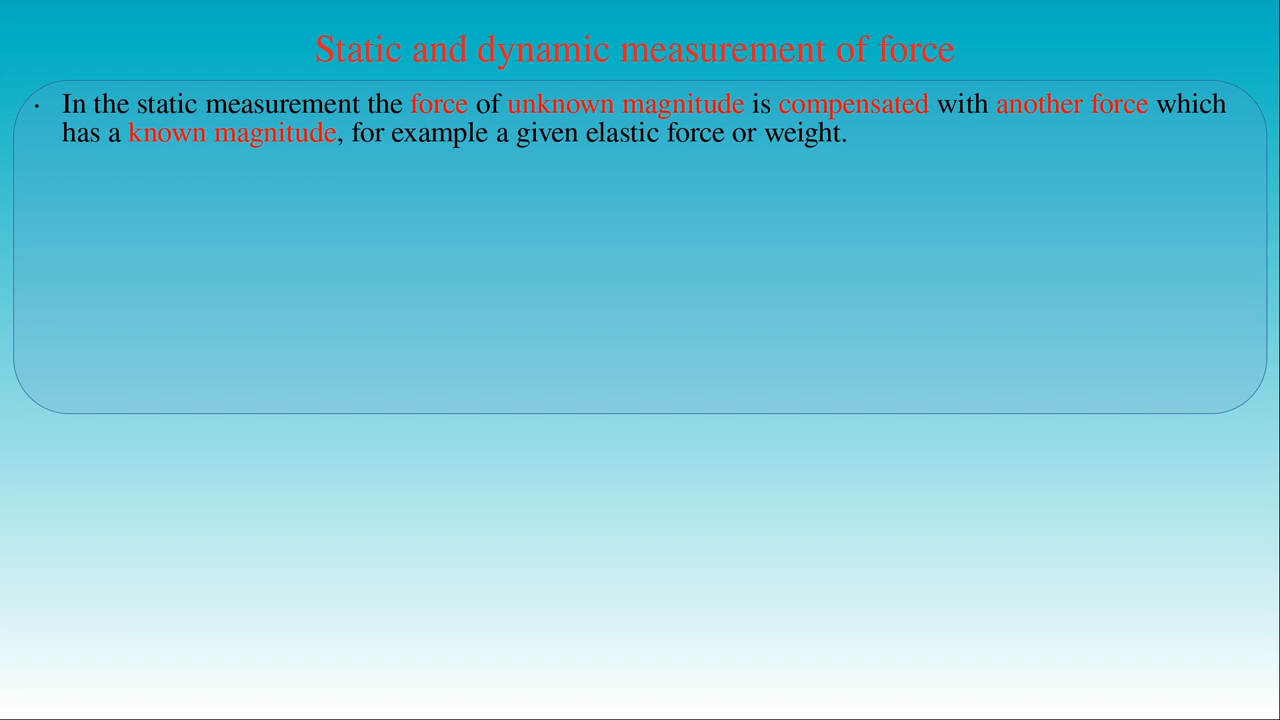 Static and dynamic measurement of force
· In the static measurement the force of unknown magnitude is compensated with another force which
has a known magnitude, for example a given elastic force or weight.